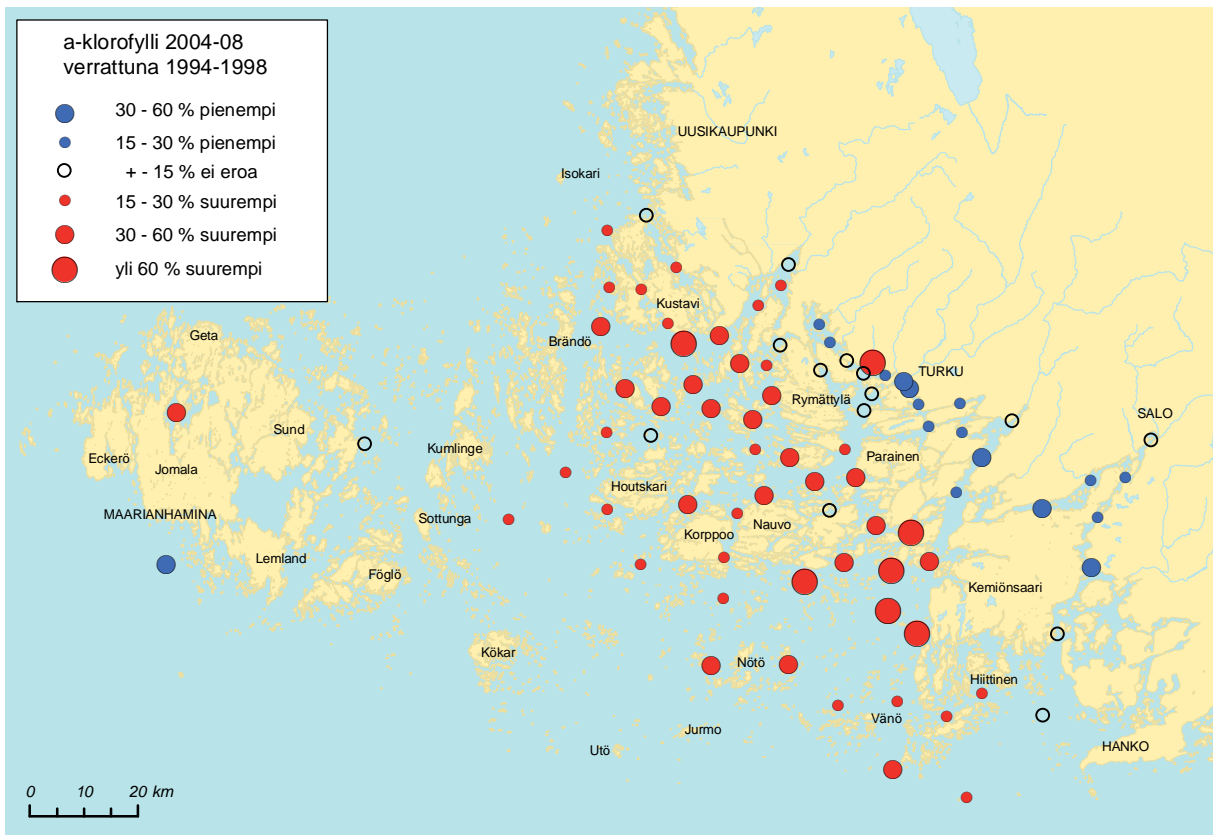 a-klorofylli 2004-08
verrattuna 1994-1998
30 - 60 % pienempi
15 - 30 % pienempi
+ - 15 % ei eroa
15 - 30 % suurempi
30 - 60 % suurempi
yli 60 % suurempi
UUSIKAUPUNKI
Isokari
Kustavi
Geta
Brändö
TURKU
Rymättylä
SALO
Sund
Kumlinge
Eckerö
Jomala
Parainen
Houtskari
MAARIANHAMINA
Sottunga
Nauvo
Korppoo
Lemland
Föglö
Kemiönsaari
Kökar
Nötö
Hiittinen
Vänö
Jurmo
Utö
HANKO
0 10 20 km